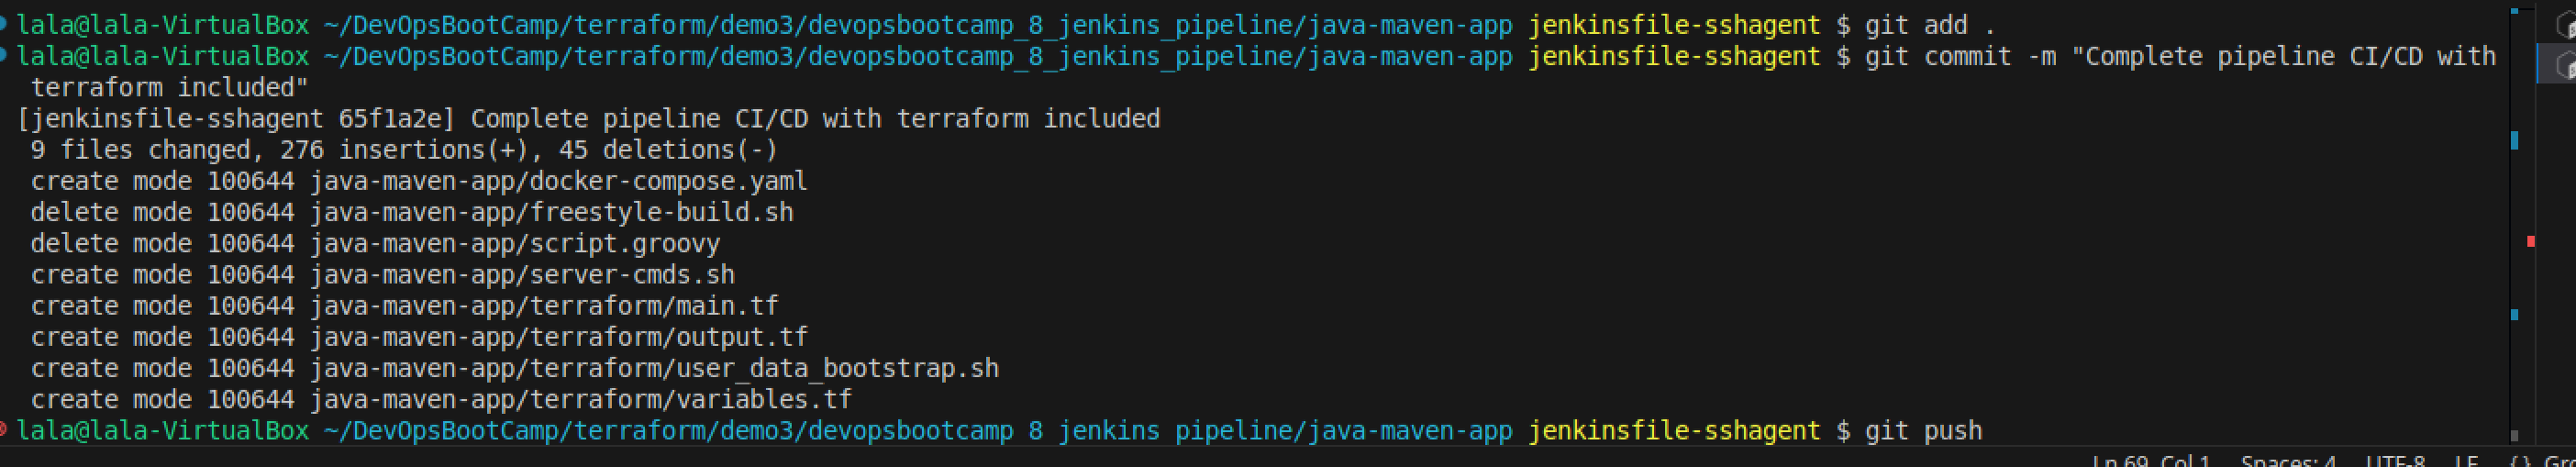 lala@lala-VirtualBox ~/DevOpsBootCamp/terraform/demo3/devopsbootcamp_8_jenkins_pipeline/java-maven-app jenkinsfile-sshagent $ git add .
lala@lala-VirtualBox ~/DevOpsBootCamp/terraform/demo3/devopsbootcamp_8_jenkins_pipeline/java-maven-app jenkinsfile-sshagent $ git commit -m "Complete pipeline CI/CD with
terraform included"
[jenkinsfile-sshagent 65f1a2e] Complete pipeline CI/CD with terraform included
9 files changed, 276 insertions(+), 45 deletions(-)
create mode 100644 java-maven-app/docker-compose.yaml
delete mode 100644 java-maven-app/freestyle-build.sh
delete mode 100644 java-maven-app/script.groovy
create mode 100644 java-maven-app/server-cmds.sh
create mode 100644 java-maven-app/terraform/main.tf
create mode 100644 java-maven-app/terraform/output.tf
create mode 100644 java-maven-app/terraform/user_data_bootstrap.sh
create mode 100644 java-maven-app/terraform/variables.tf
lala@lala-VirtualBox ~/DevOpsBootCamp/terraform/demo3/devopsbootcamp 8 jenkins pipeline/java-maven-app jenkinsfile-sshagent $ git push
Ln 69, Col 1 Spaces: 4 UTF-8 LF {}